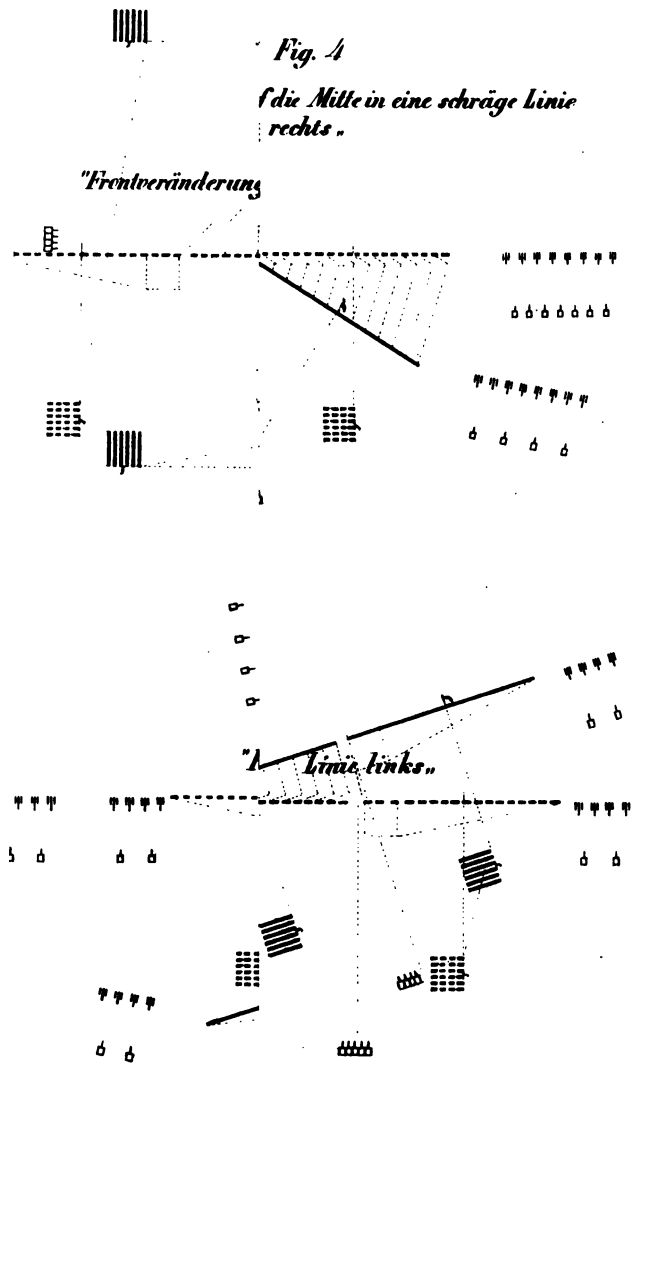 Fig. 4
f die Mitte in eine schräge Linie
rechts„
"Frontveränderung
Linie links„